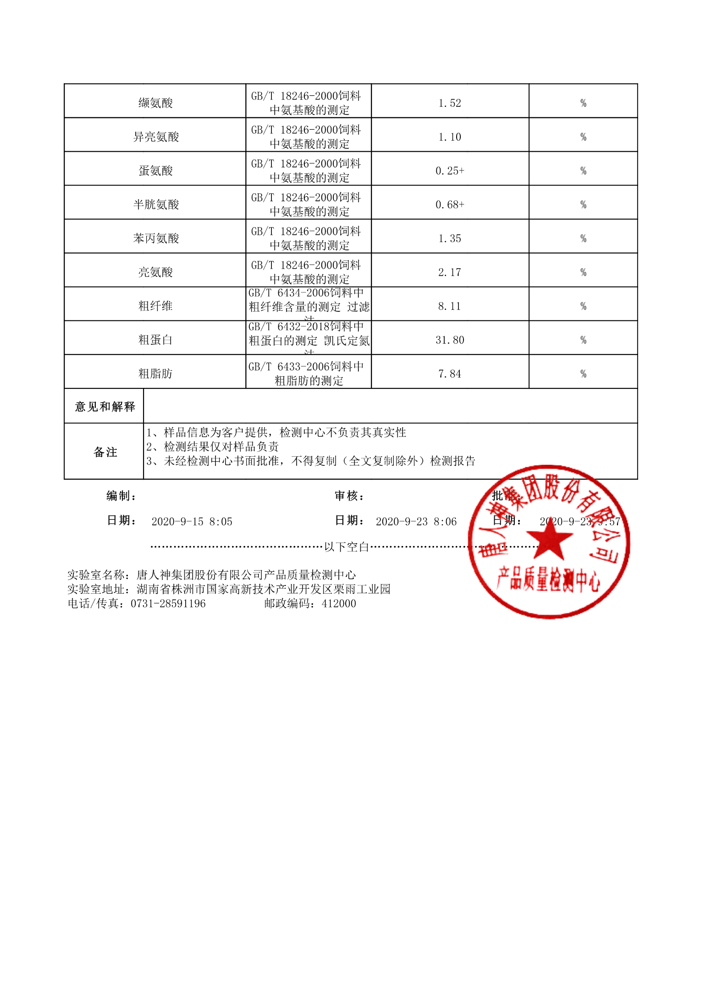 缬氨酸 GB/T 18246-2000饲料 1.52 %
中氨基酸的测定
异亮氨酸 GB/T 18246-2000饲料 1.10 %
中氨基酸的测定
蛋氨酸 GB/T 18246-2000饲料 0.25+ %
中氨基酸的测定
半胱氨酸 GB/T 18246-2000饲料 0.68+ %
中氨基酸的测定
苯丙氨酸 GB/T 18246-2000饲料 1.35 %
中氨基酸的测定
亮氨酸 GB/T 18246-2000饲料 2.17 %
中氨基酸的测定
GB/T 6434-2006饲料中
粗纤维 粗纤维含量的测定 过滤 8.11 %
GB/T 6432-2018饲料中
粗蛋白 粗蛋白的测定 凯氏定氮 31.80 %
粗脂肪 GB/T 6433-2006饲料中 7.84 %
粗脂肪的测定
意见和解释
备注
1、样品信息为客户提供，检测中心不负责其真实性
2、检测结果仅对样品负责
3、未经检测中心书面批准，不得复制（全文复制除外）检测报告
编制： 审核： 批准：
日期： 2020-9-15 8:05 日期： 2020-9-23 8:06 日期： 2020-9-23 9:57
……………………………………以下空白……………………………………
实验室名称：唐人神集团股份有限公司产品质量检测中心
实验室地址：湖南省株洲市国家高新技术产业开发区栗雨工业园
电话/传真：0731-28591196 邮政编码：412000
唐人神集团股份有限公司
产品质量检测中心